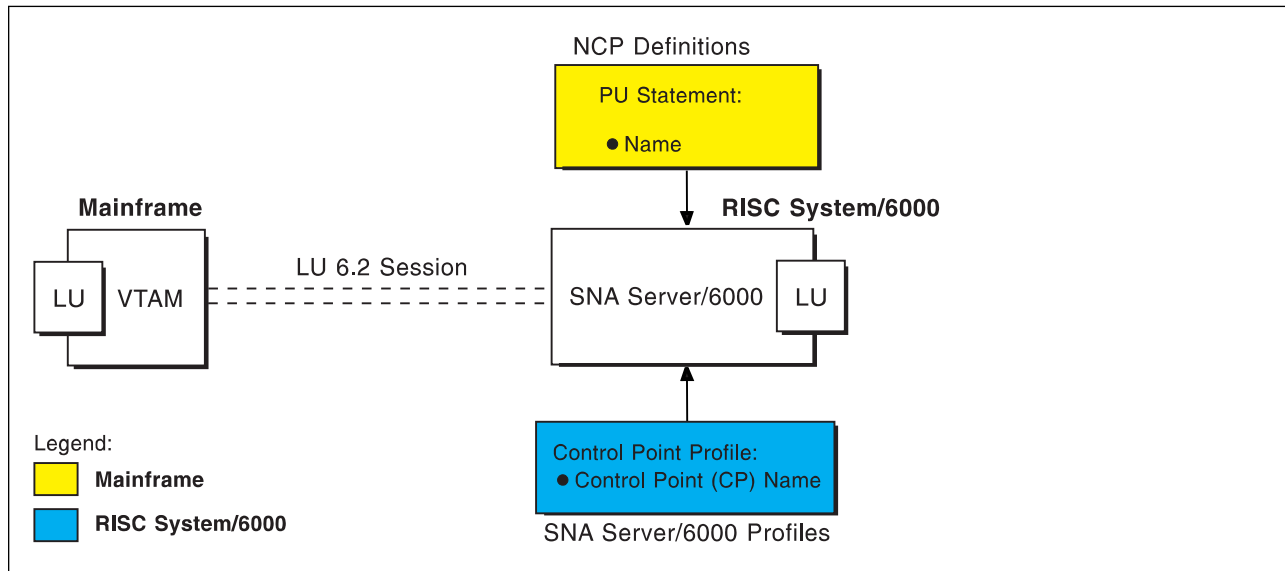 NCP Definitions
PU Statement:
● Name
Mainframe
RISC System/6000
LU 6.2 Session
LU
VTAM
SNA Server/6000
LU
Control Point Profile:
● Control Point (CP) Name
SNA Server/6000 Profiles
Legend:
Mainframe
RISC System/6000